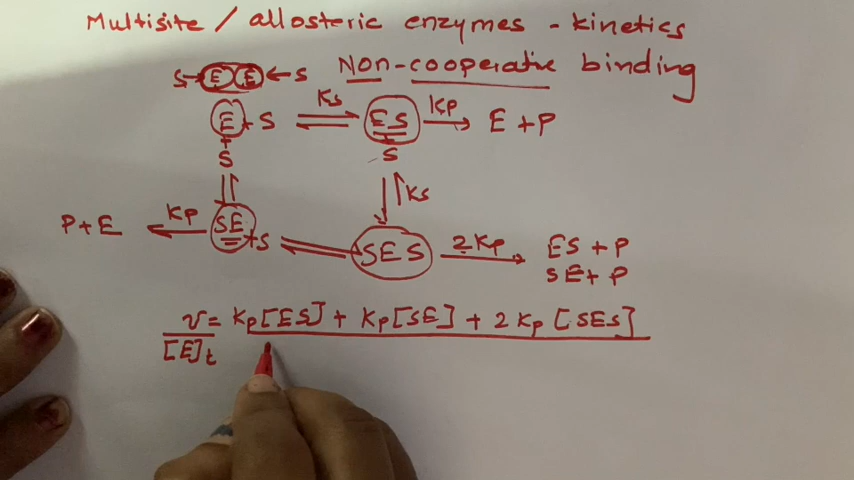 Multisite / allosteric enzymes - kinetics
Non-cooperative binding
S→ E E ←S
E + S ⇌ Ks ES → Kp E + P
+ S
+ S
⇌ ⇌ Ks
P + E ← Kp SE + S ⇌ SES → 2Kp ES + P
SE + P
v = Kp[ES] + Kp[SE] + 2Kp [SES]
[E]t